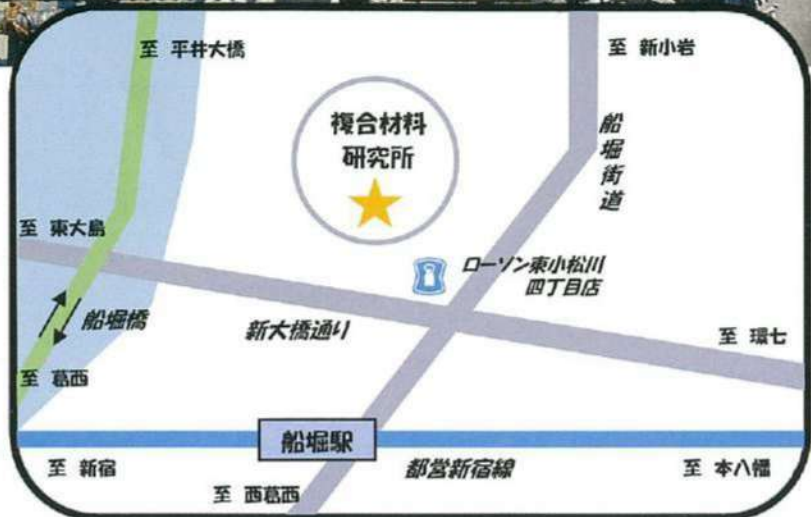 至 平井大橋
至 新小岩
複合材料
研究所
船堀街道
至 東大島
ローソン東小松川
四丁目店
船堀橋
新大橋通り
至 環七
至 葛西
船堀駅
至 新宿
都営新宿線
至 本八幡
至 西葛西